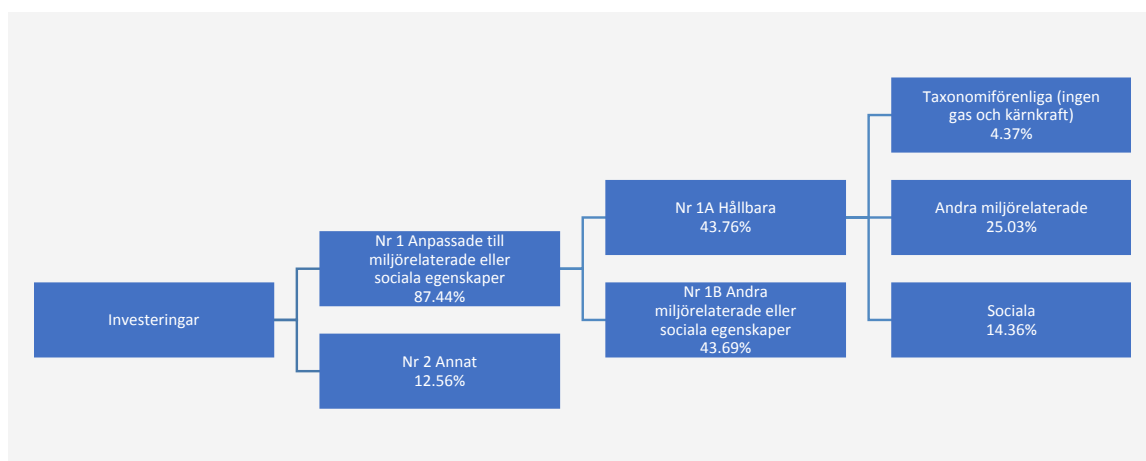 Investeringar
Nr 1 Anpassade till
miljörelaterade eller
sociala egenskaper
87.44%
Nr 2 Annat
12.56%
Nr 1A Hållbara
43.76%
Nr 1B Andra
miljörelaterade eller
sociala egenskaper
43.69%
Taxonomiförenliga (ingen
gas och kärnkraft)
4.37%
Andra miljörelaterade
25.03%
Sociala
14.36%